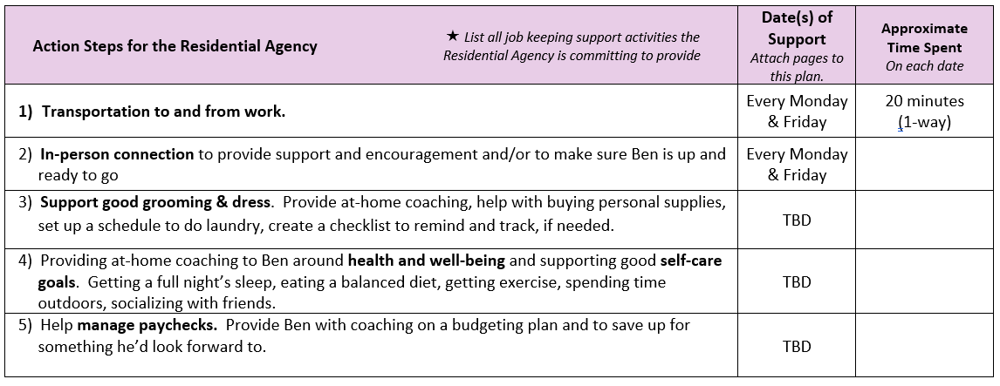 Action Steps for the Residential Agency
★ List all job keeping support activities the
Residential Agency is committing to provide
Date(s) of
Support
Attach pages to
this plan.
Approximate
Time Spent
On each date
1) Transportation to and from work.
Every Monday
& Friday
20 minutes
(1-way)
2) In-person connection to provide support and encouragement and/or to make sure Ben is up and
ready to go
Every Monday
& Friday
3) Support good grooming & dress. Provide at-home coaching, help with buying personal supplies,
set up a schedule to do laundry, create a checklist to remind and track, if needed.
TBD
4) Providing at-home coaching to Ben around health and well-being and supporting good self-care
goals. Getting a full night’s sleep, eating a balanced diet, getting exercise, spending time
outdoors, socializing with friends.
TBD
5) Help manage paychecks. Provide Ben with coaching on a budgeting plan and to save up for
something he’d look forward to.
TBD